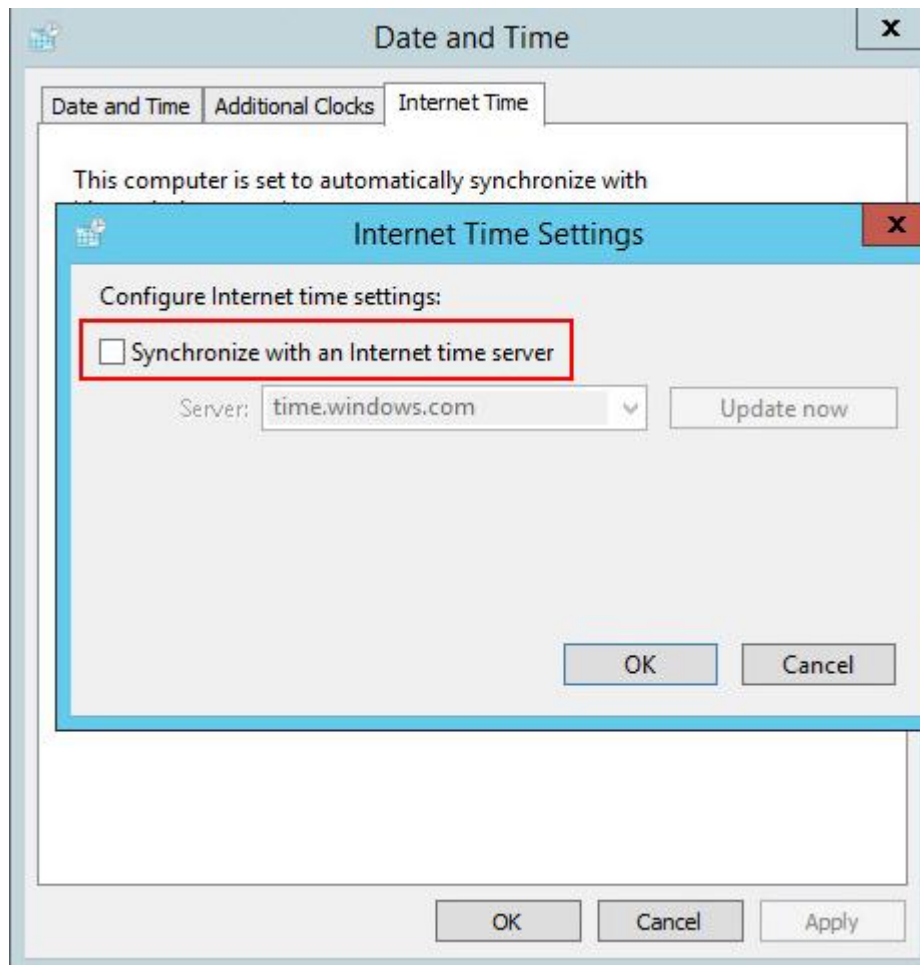 Date and Time
x
Date and Time
Additional Clocks
Internet Time
This computer is set to automatically synchronize with
Internet Time Settings
x
Configure Internet time settings:
Synchronize with an Internet time server
Server:
time.windows.com
Update now
OK
Cancel
OK
Cancel
Apply